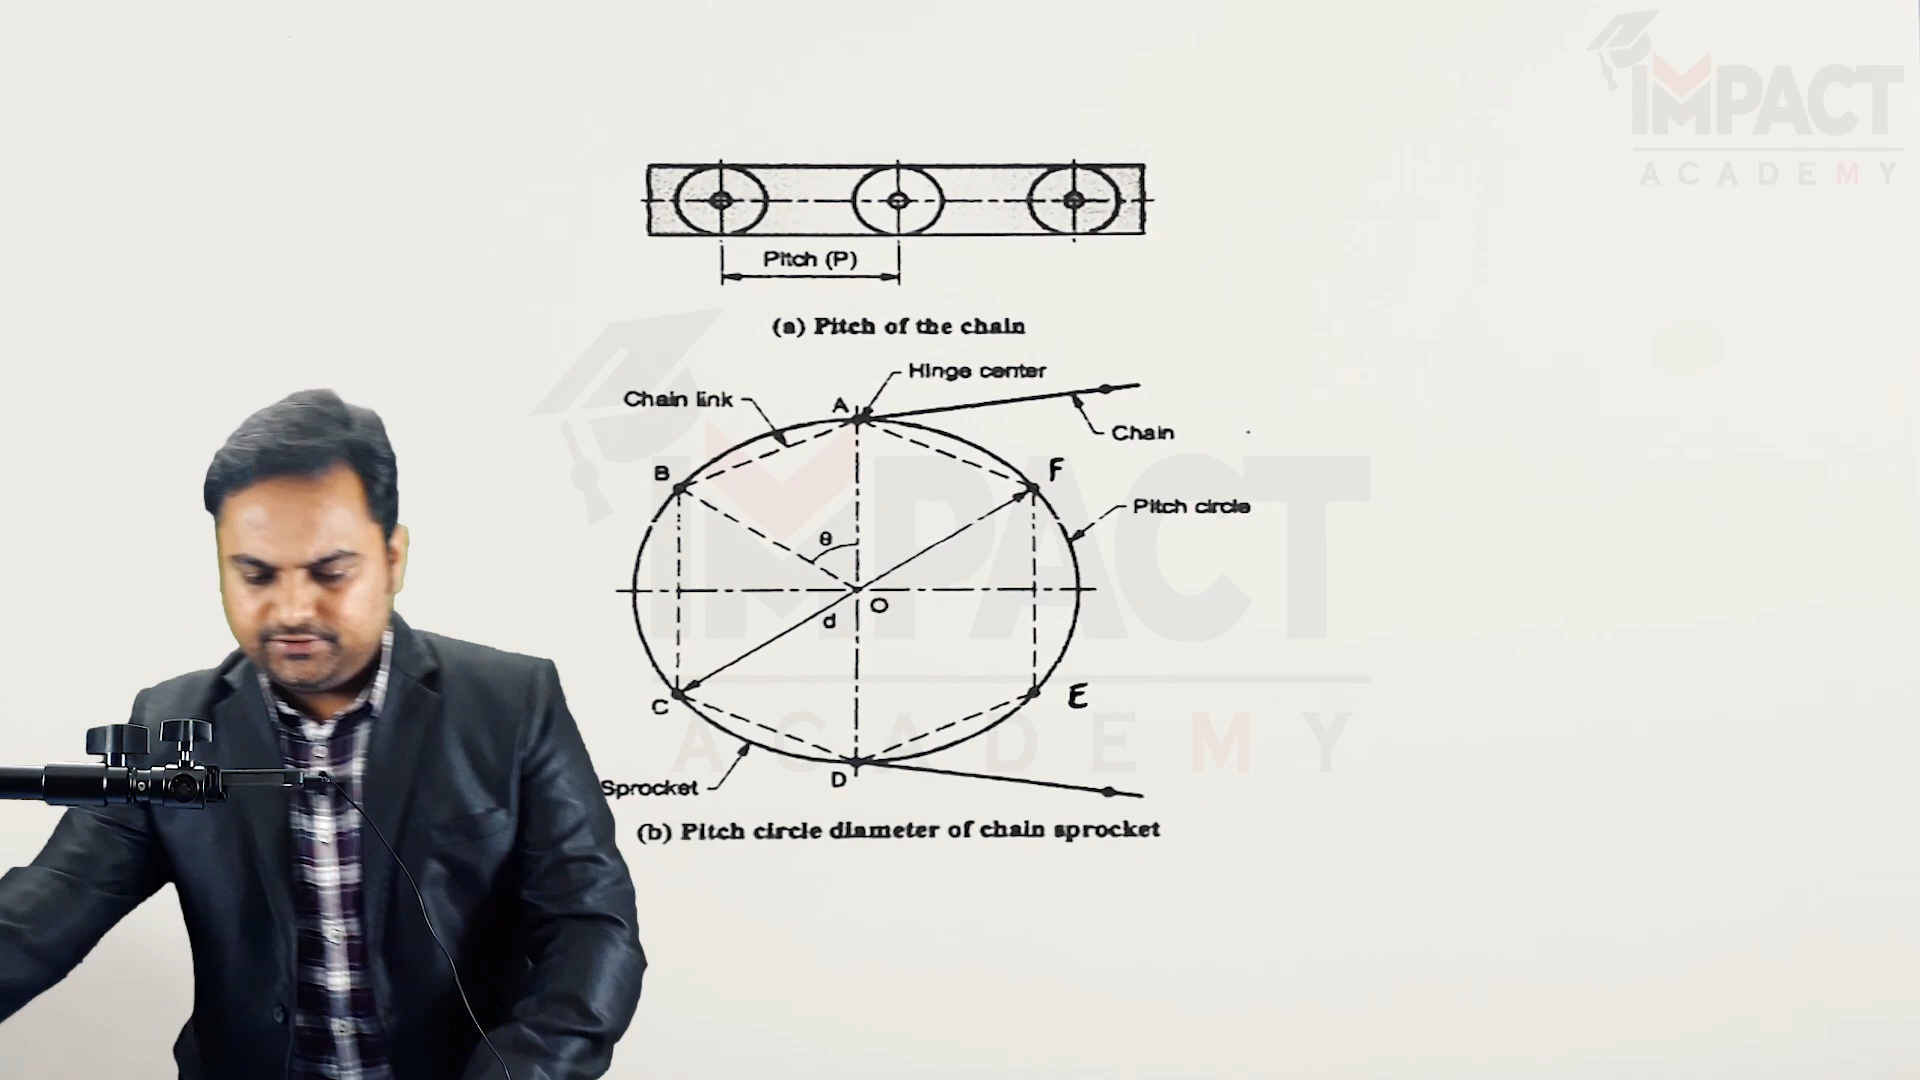 IMPACT
ACADEMY
Pitch (P)
(a) Pitch of the chain
Hinge center
Chain link
A
Chain
B
F
Pitch circle
θ
O
d
C
E
D
Sprocket
(b) Pitch circle diameter of chain sprocket
IMPACT
ACADEMY